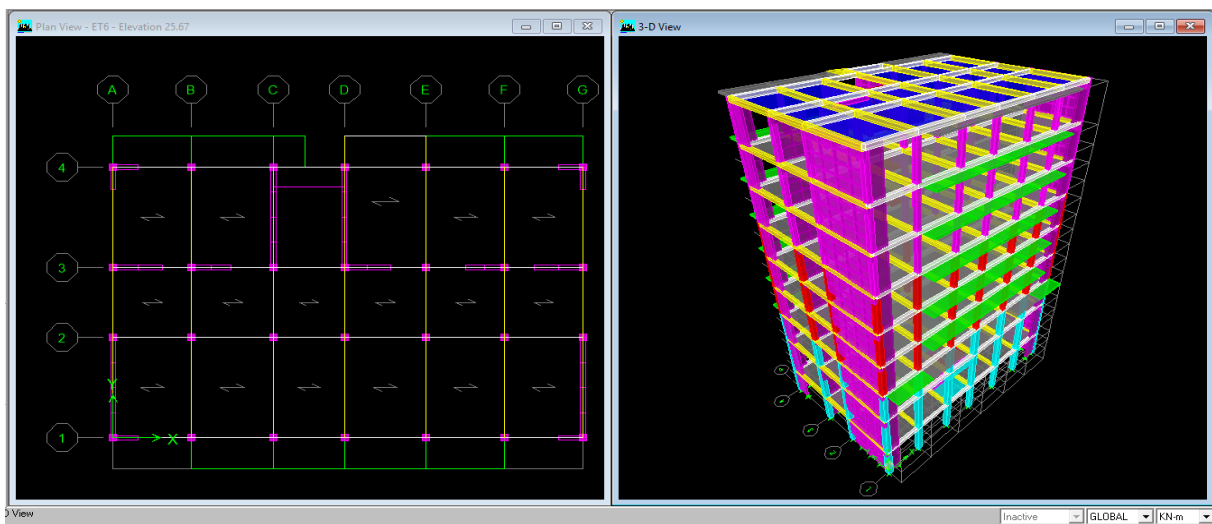 Plan View - ET6 - Elevation 25.67
3-D View
A B C D E F G
4
3
2
1
Y
X
D View
Inactive
GLOBAL
KN-m